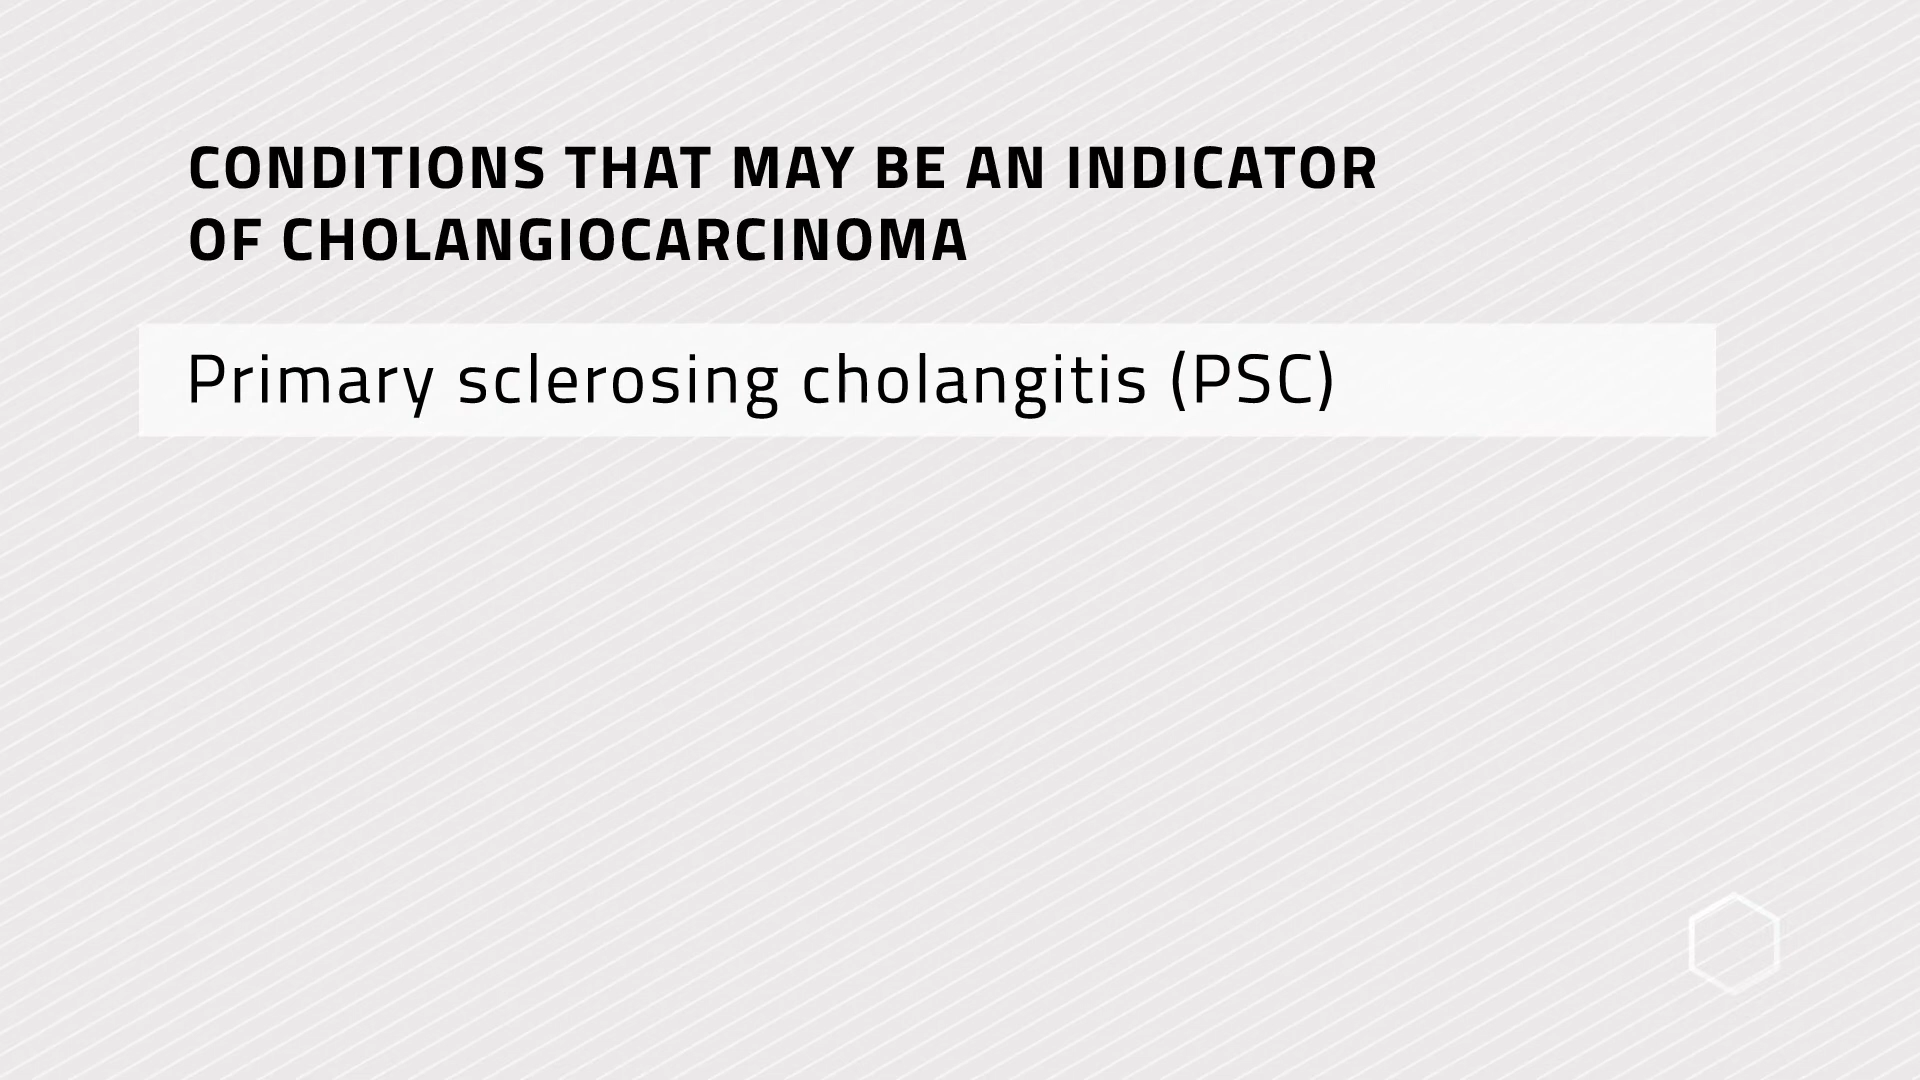 CONDITIONS THAT MAY BE AN INDICATOR
OF CHOLANGIOCARCINOMA
Primary sclerosing cholangitis (PSC)